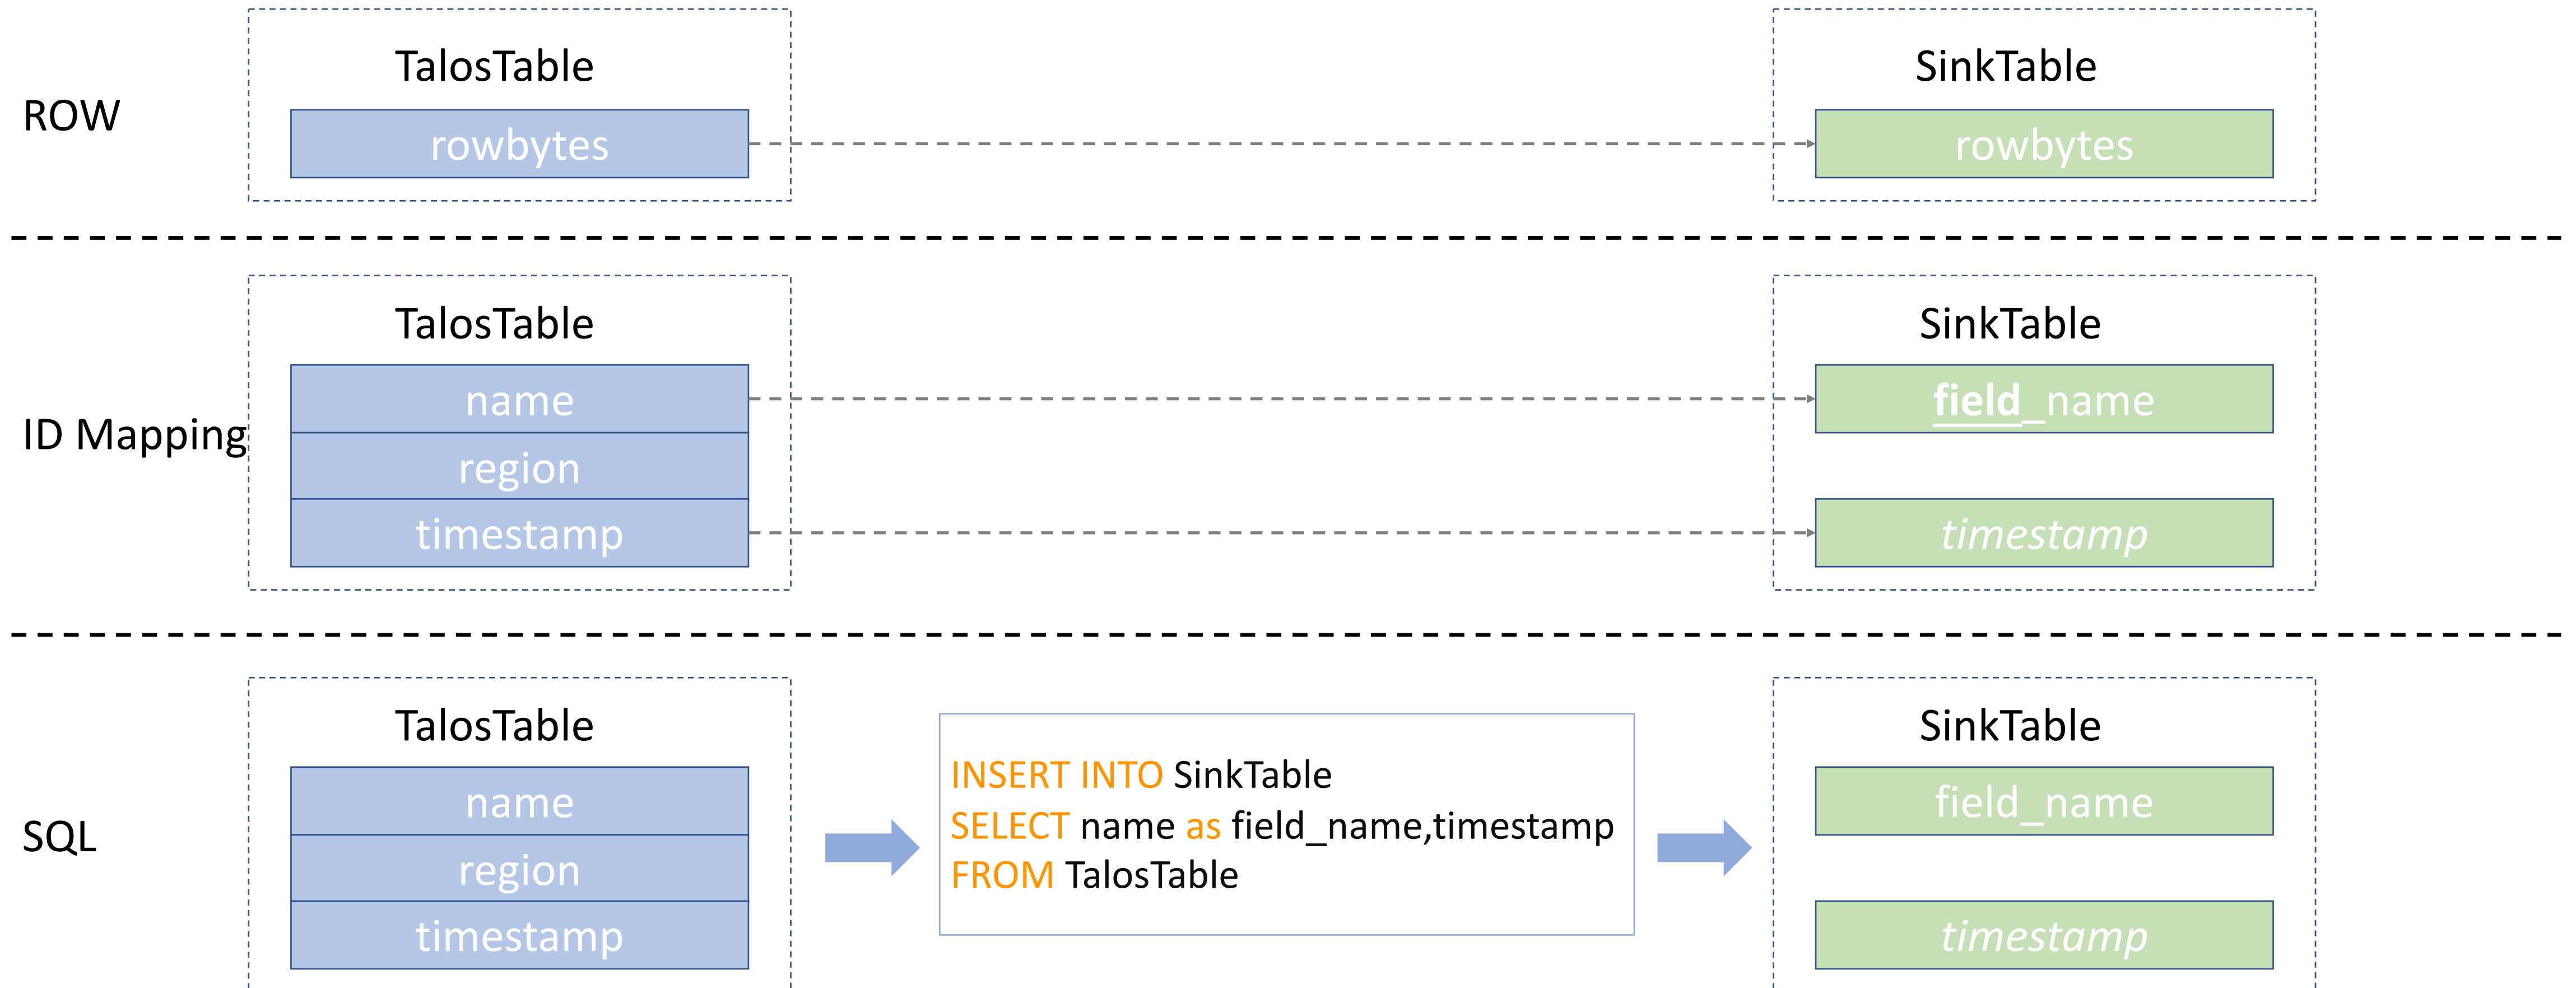 TalosTable
SinkTable
ROW
rowbytes
rowbytes
TalosTable
SinkTable
name
field_name
ID Mapping
region
timestamp
timestamp
TalosTable
SinkTable
name
INSERT INTO SinkTable
SELECT name as field_name,timestamp
FROM TalosTable
field_name
SQL
region
timestamp
timestamp